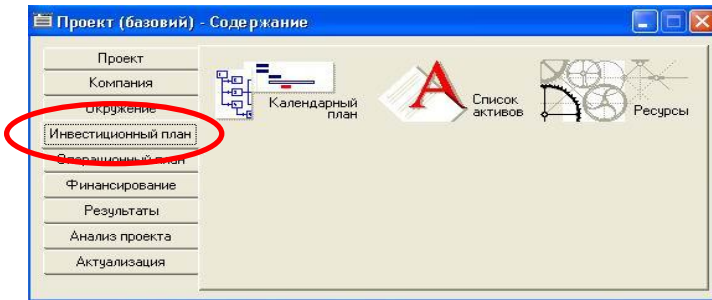 Проект (базовий) - Содержание
Проект
Компания
Окружение
Инвестиционный план
Операционный план
Финансирование
Результаты
Анализ проекта
Актуализация
Календарный
план
Список
активов
Ресурсы